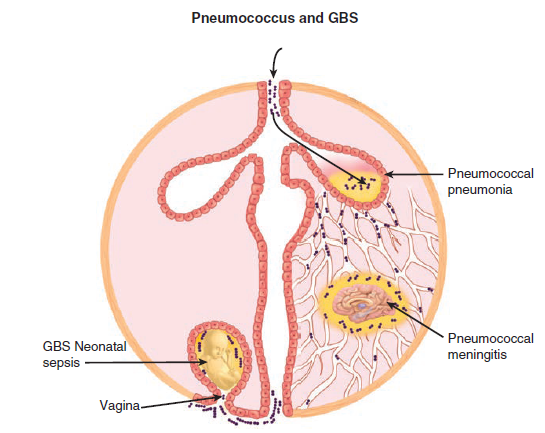 Pneumococcus and GBS
Pneumococcal
pneumonia
Pneumococcal
meningitis
GBS Neonatal
sepsis
Vagina